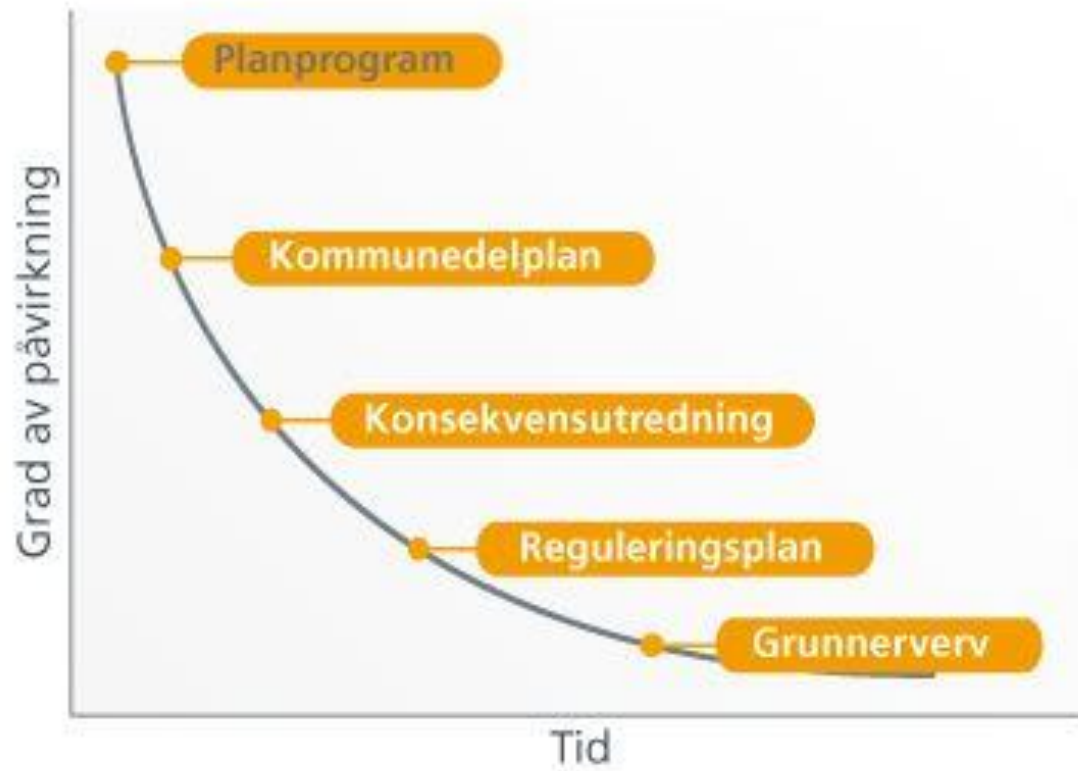 Planprogram
Kommunedelplan
Konsekvensutredning
Reguleringsplan
Grunnerverv
Grad av påvirkning
Tid